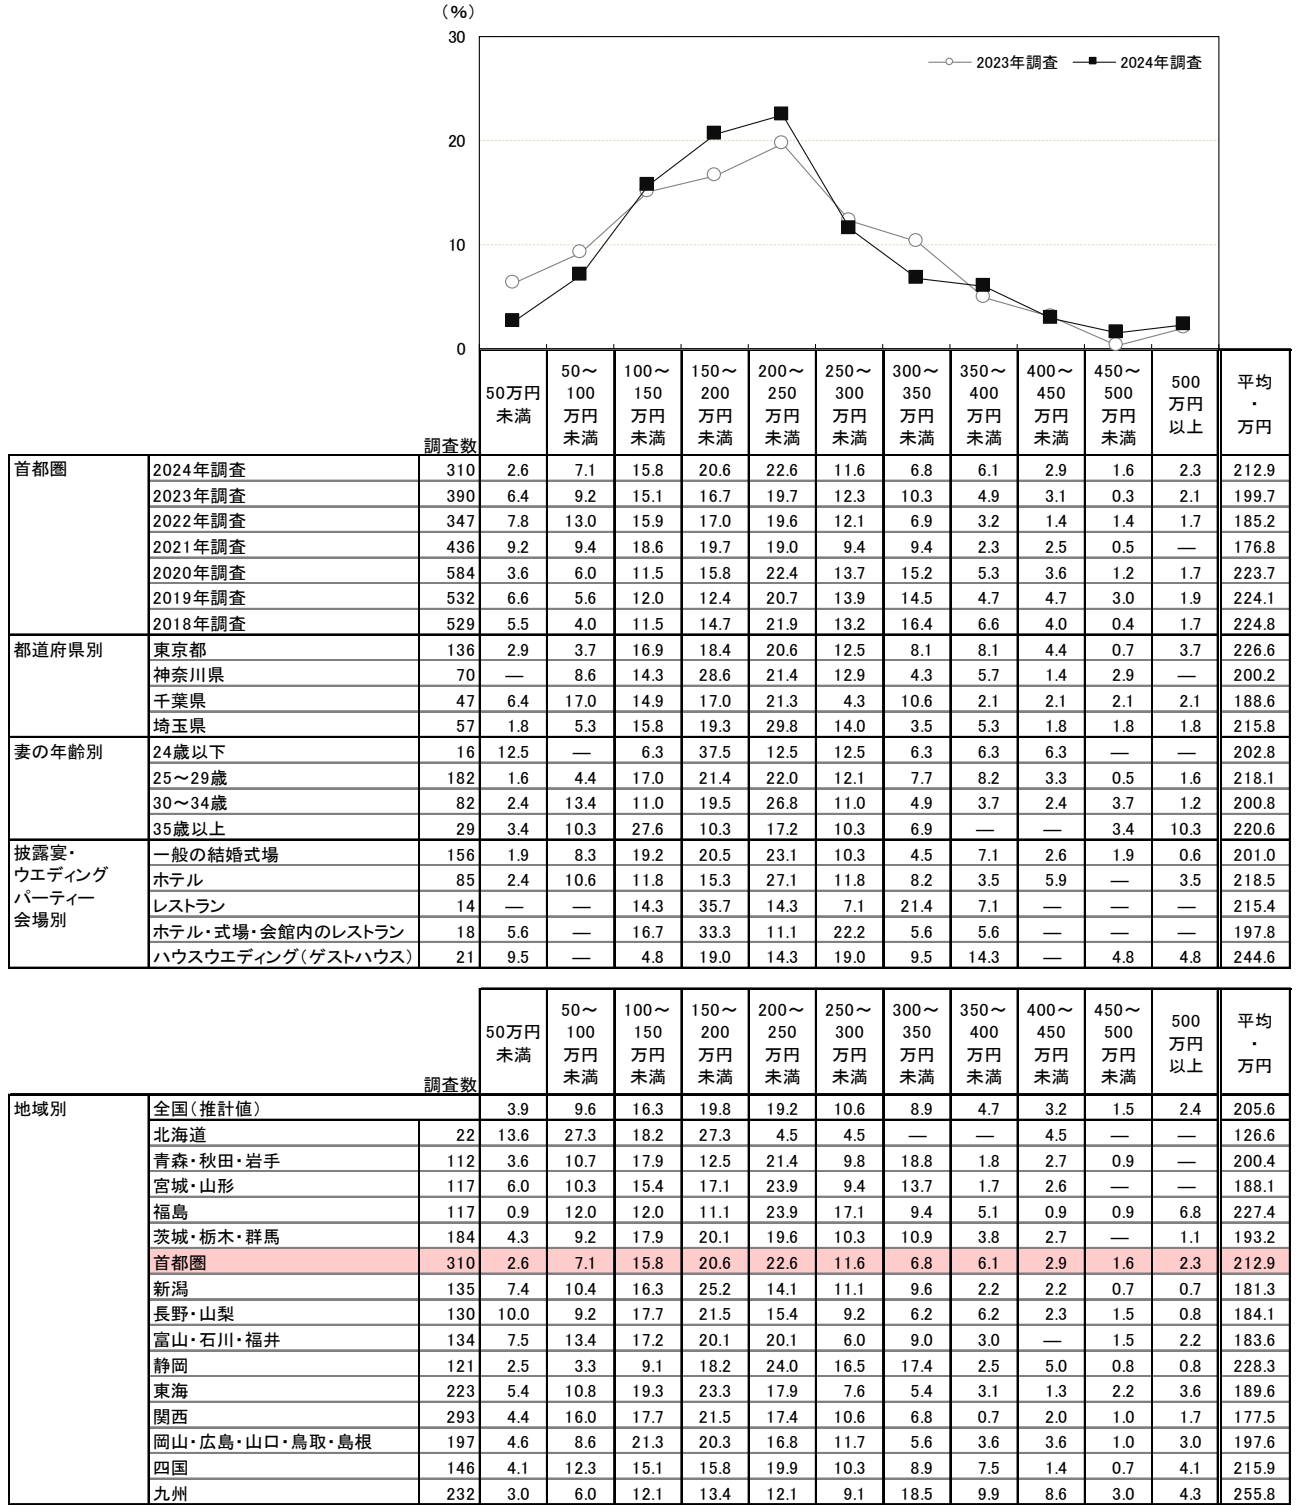 （%）
30
20
10
0
2023年調査 2024年調査
調査数 50万円未満 50～100万円未満 100～150万円未満 150～200万円未満 200～250万円未満 250～300万円未満 300～350万円未満 350～400万円未満 400～450万円未満 450～500万円未満 500万円以上 平均・万円
首都圏 2024年調査 310 2.6 7.1 15.8 20.6 22.6 11.6 6.8 6.1 2.9 1.6 2.3 212.9
2023年調査 390 6.4 9.2 15.1 16.7 19.7 12.3 10.3 4.9 3.1 0.3 2.1 199.7
2022年調査 347 7.8 13.0 15.9 17.0 19.6 12.1 6.9 3.2 1.4 1.4 1.7 185.2
2021年調査 436 9.2 9.4 18.6 19.7 19.0 9.4 9.4 2.3 2.5 0.5 ― 176.8
2020年調査 584 3.6 6.0 11.5 15.8 22.4 13.7 15.2 5.3 3.6 1.2 1.7 223.7
2019年調査 532 6.6 5.6 12.0 12.4 20.7 13.9 14.5 4.7 4.7 3.0 1.9 224.1
2018年調査 529 5.5 4.0 11.5 14.7 21.9 13.2 16.4 6.6 4.0 0.4 1.7 224.8
都道府県別 東京都 136 2.9 3.7 16.9 18.4 20.6 12.5 8.1 8.1 4.4 0.7 3.7 226.6
神奈川県 70 ― 8.6 14.3 28.6 21.4 12.9 4.3 5.7 1.4 2.9 ― 200.2
千葉県 47 6.4 17.0 14.9 17.0 21.3 4.3 10.6 2.1 2.1 2.1 2.1 188.6
埼玉県 57 1.8 5.3 15.8 19.3 29.8 14.0 3.5 5.3 1.8 1.8 1.8 215.8
妻の年齢別 24歳以下 16 12.5 ― 6.3 37.5 12.5 12.5 6.3 6.3 6.3 ― ― 202.8
25～29歳 182 1.6 4.4 17.0 21.4 22.0 12.1 7.7 8.2 3.3 0.5 1.6 218.1
30～34歳 82 2.4 13.4 11.0 19.5 26.8 11.0 4.9 3.7 2.4 3.7 1.2 200.8
35歳以上 29 3.4 10.3 27.6 10.3 17.2 10.3 6.9 ― ― 3.4 10.3 220.6
披露宴・ウエディングパーティー会場別 一般の結婚式場 156 1.9 8.3 19.2 20.5 23.1 10.3 4.5 7.1 2.6 1.9 0.6 201.0
ホテル 85 2.4 10.6 11.8 15.3 27.1 11.8 8.2 3.5 5.9 ― 3.5 218.5
レストラン 14 ― ― 14.3 35.7 14.3 7.1 21.4 7.1 ― ― ― 215.4
ホテル・式場・会館内のレストラン 18 5.6 ― 16.7 33.3 11.1 22.2 5.6 5.6 ― ― ― 197.8
ハウスウエディング（ゲストハウス） 21 9.5 ― 4.8 19.0 14.3 19.0 9.5 14.3 ― 4.8 4.8 244.6
調査数 50万円未満 50～100万円未満 100～150万円未満 150～200万円未満 200～250万円未満 250～300万円未満 300～350万円未満 350～400万円未満 400～450万円未満 450～500万円未満 500万円以上 平均・万円
地域別 全国（推計値） 3.9 9.6 16.3 19.8 19.2 10.6 8.9 4.7 3.2 1.5 2.4 205.6
北海道 22 13.6 27.3 18.2 27.3 4.5 4.5 ― ― 4.5 ― ― 126.6
青森・秋田・岩手 112 3.6 10.7 17.9 12.5 21.4 9.8 18.8 1.8 2.7 0.9 ― 200.4
宮城・山形 117 6.0 10.3 15.4 17.1 23.9 9.4 13.7 1.7 2.6 ― ― 188.1
福島 117 0.9 12.0 12.0 11.1 23.9 17.1 9.4 5.1 0.9 0.9 6.8 227.4
茨城・栃木・群馬 184 4.3 9.2 17.9 20.1 19.6 10.3 10.9 3.8 2.7 ― 1.1 193.2
首都圏 310 2.6 7.1 15.8 20.6 22.6 11.6 6.8 6.1 2.9 1.6 2.3 212.9
新潟 135 7.4 10.4 16.3 25.2 14.1 11.1 9.6 2.2 2.2 0.7 0.7 181.3
長野・山梨 130 10.0 9.2 17.7 21.5 15.4 9.2 6.2 6.2 2.3 1.5 0.8 184.1
富山・石川・福井 134 7.5 13.4 17.2 20.1 20.1 6.0 9.0 3.0 ― 1.5 2.2 183.6
静岡 121 2.5 3.3 9.1 18.2 24.0 16.5 17.4 2.5 5.0 0.8 0.8 228.3
東海 223 5.4 10.8 19.3 23.3 17.9 7.6 5.4 3.1 1.3 2.2 3.6 189.6
関西 293 4.4 16.0 17.7 21.5 17.4 10.6 6.8 0.7 2.0 1.0 1.7 177.5
岡山・広島・山口・鳥取・島根 197 4.6 8.6 21.3 20.3 16.8 11.7 5.6 3.6 3.6 1.0 3.0 197.6
四国 146 4.1 12.3 15.1 15.8 19.9 10.3 8.9 7.5 1.4 0.7 4.1 215.9
九州 232 3.0 6.0 12.1 13.4 12.1 9.1 18.5 9.9 8.6 3.0 4.3 255.8